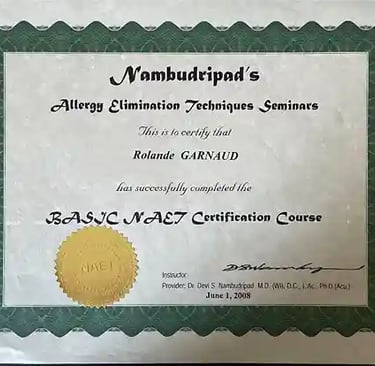 Nambudripad's
Allergy Elimination Techniques Seminars
This is to certify that
Rolande GARNAUD
has successfully completed the
BASIC NAET Certification Course
NAET
Instructor
Provider, Dr. Devi S. Nambudripad M.D. (WI), D.C., L.Ac., Ph.D.(Acu.)
June 1, 2008